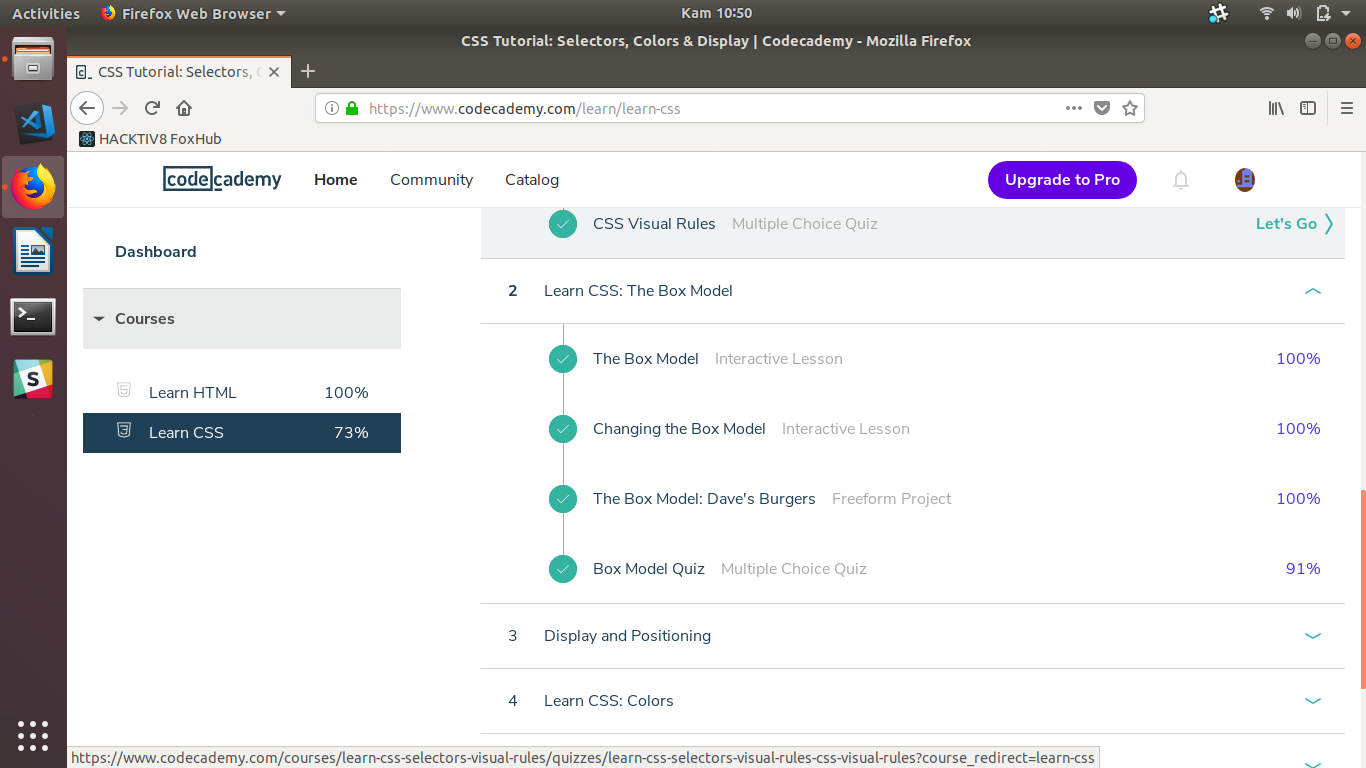 Activities Firefox Web Browser Kam 10:50
CSS Tutorial: Selectors, Colors & Display | Codecademy - Mozilla Firefox
CSS Tutorial: Selectors, C
https://www.codecademy.com/learn/learn-css
HACKTIV8 FoxHub
codecademy Home Community Catalog Upgrade to Pro
CSS Visual Rules Multiple Choice Quiz Let's Go
Dashboard
2 Learn CSS: The Box Model
Courses
The Box Model Interactive Lesson 100%
Learn HTML 100%
Changing the Box Model Interactive Lesson 100%
Learn CSS 73%
The Box Model: Dave's Burgers Freeform Project 100%
Box Model Quiz Multiple Choice Quiz 91%
3 Display and Positioning
4 Learn CSS: Colors
https://www.codecademy.com/courses/learn-css-selectors-visual-rules/quizzes/learn-css-selectors-visual-rules-css-visual-rules?course_redirect=learn-css